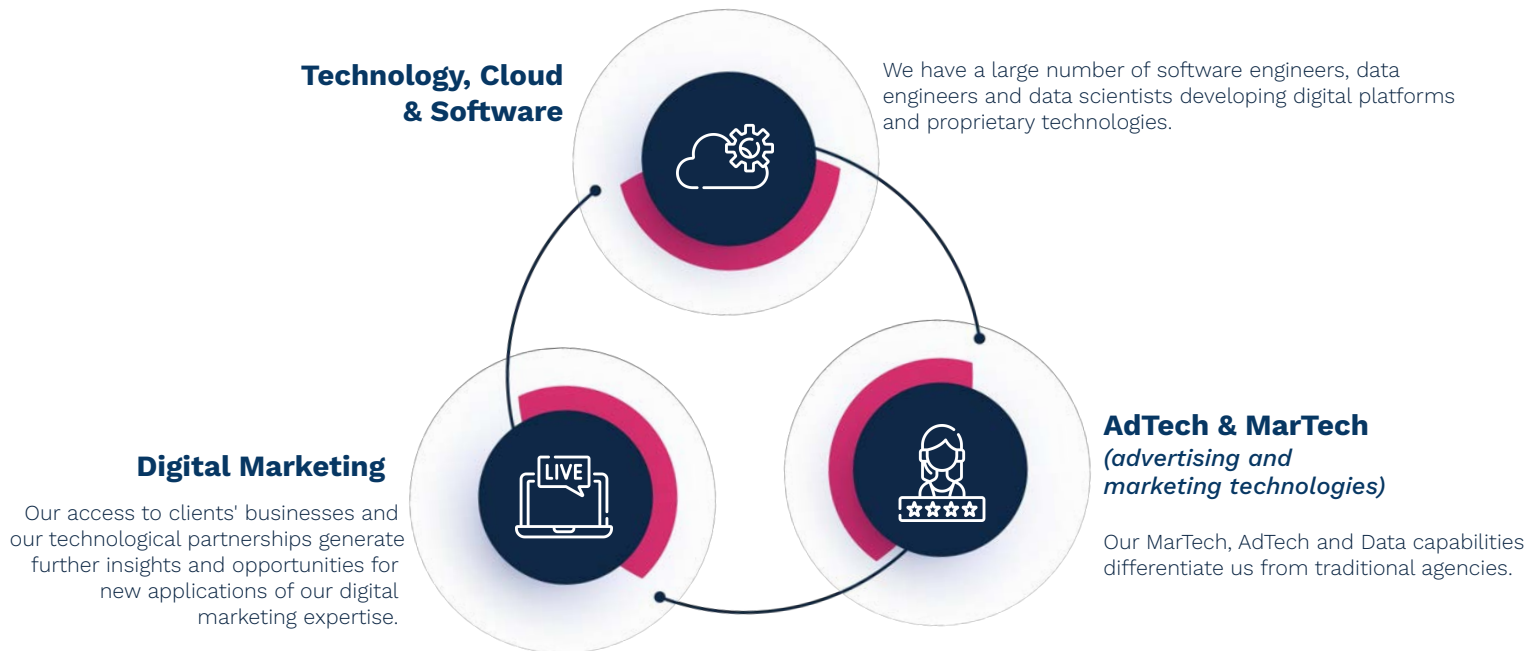 Technology, Cloud
& Software
We have a large number of software engineers, data
engineers and data scientists developing digital platforms
and proprietary technologies.
AdTech & MarTech
(advertising and
marketing technologies)
Our MarTech, AdTech and Data capabilities
differentiate us from traditional agencies.
Digital Marketing
Our access to clients' businesses and
our technological partnerships generate
further insights and opportunities for
new applications of our digital
marketing expertise.
LIVE